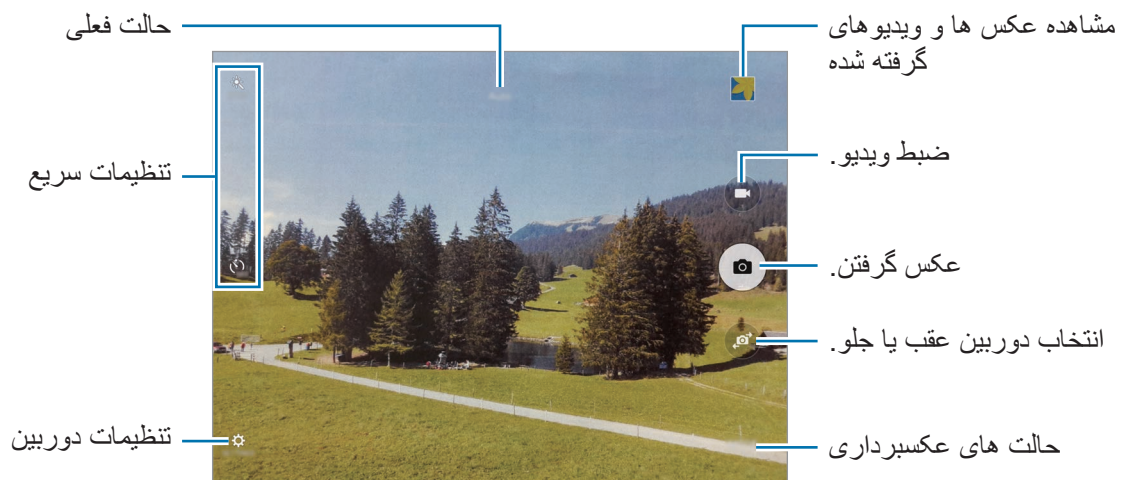 مشاهده عکس ها و ویدیوهای
گرفته شده
حالت فعلی
ضبط ویدیو.
تنظیمات سریع
عکس گرفتن.
انتخاب دوربین عقب یا جلو.
تنظیمات دوربین
حالت های عکسبرداری